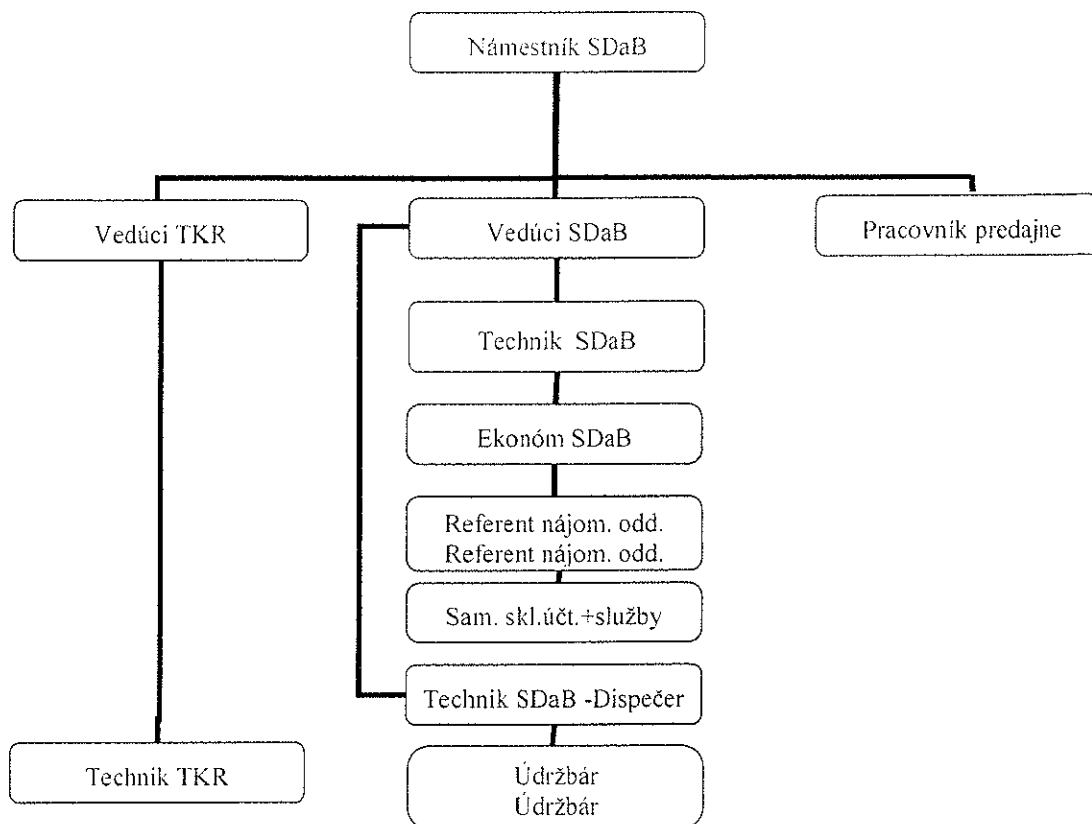 Námestník SDaB
Vedúci TKR
Vedúci SDaB
Pracovník predajne
Technik SDaB
Ekonóm SDaB
Referent nájom. odd.
Referent nájom. odd.
Sam. skl.účt.+služby
Technik SDaB -Dispečer
Technik TKR
Údržbár
Údržbár